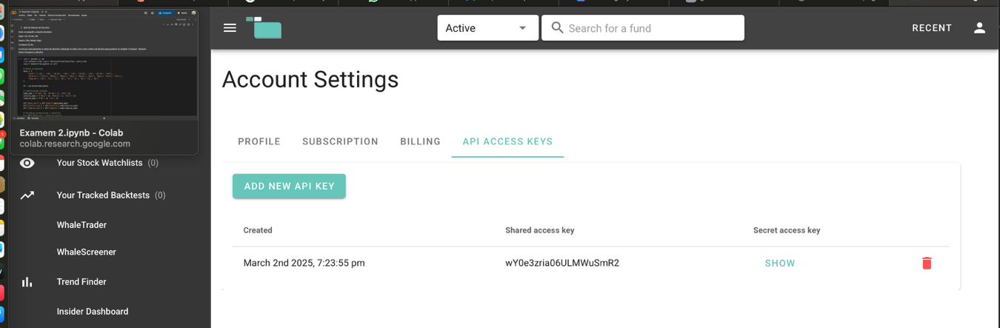 Active
Search for a fund
RECENT
Account Settings
PROFILE
SUBSCRIPTION
BILLING
API ACCESS KEYS
Examem 2.ipynb - Colab
colab.research.google.com
Your Stock Watchlists (0)
Your Tracked Backtests (0)
WhaleTrader
WhaleScreener
Trend Finder
Insider Dashboard
ADD NEW API KEY
Created
Shared access key
Secret access key
March 2nd 2025, 7:23:55 pm
wY0e3zria06ULMWuSmR2
SHOW